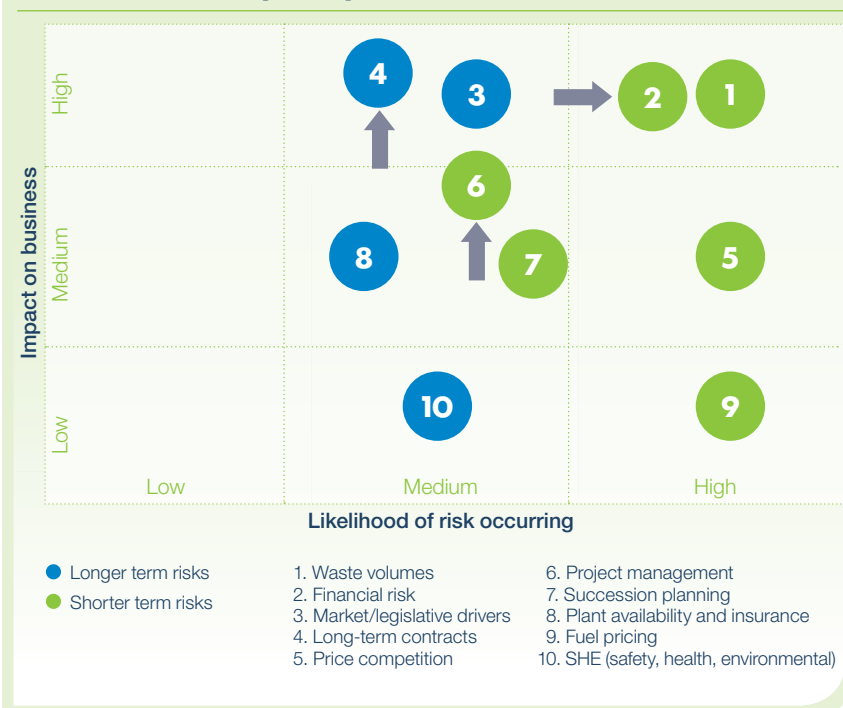 Impact on business
High
Medium
Low
4
3
2
1
6
8
7
5
10
9
Low
Medium
High
Likelihood of risk occurring
Longer term risks
Shorter term risks
1. Waste volumes
2. Financial risk
3. Market/legislative drivers
4. Long-term contracts
5. Price competition
6. Project management
7. Succession planning
8. Plant availability and insurance
9. Fuel pricing
10. SHE (safety, health, environmental)